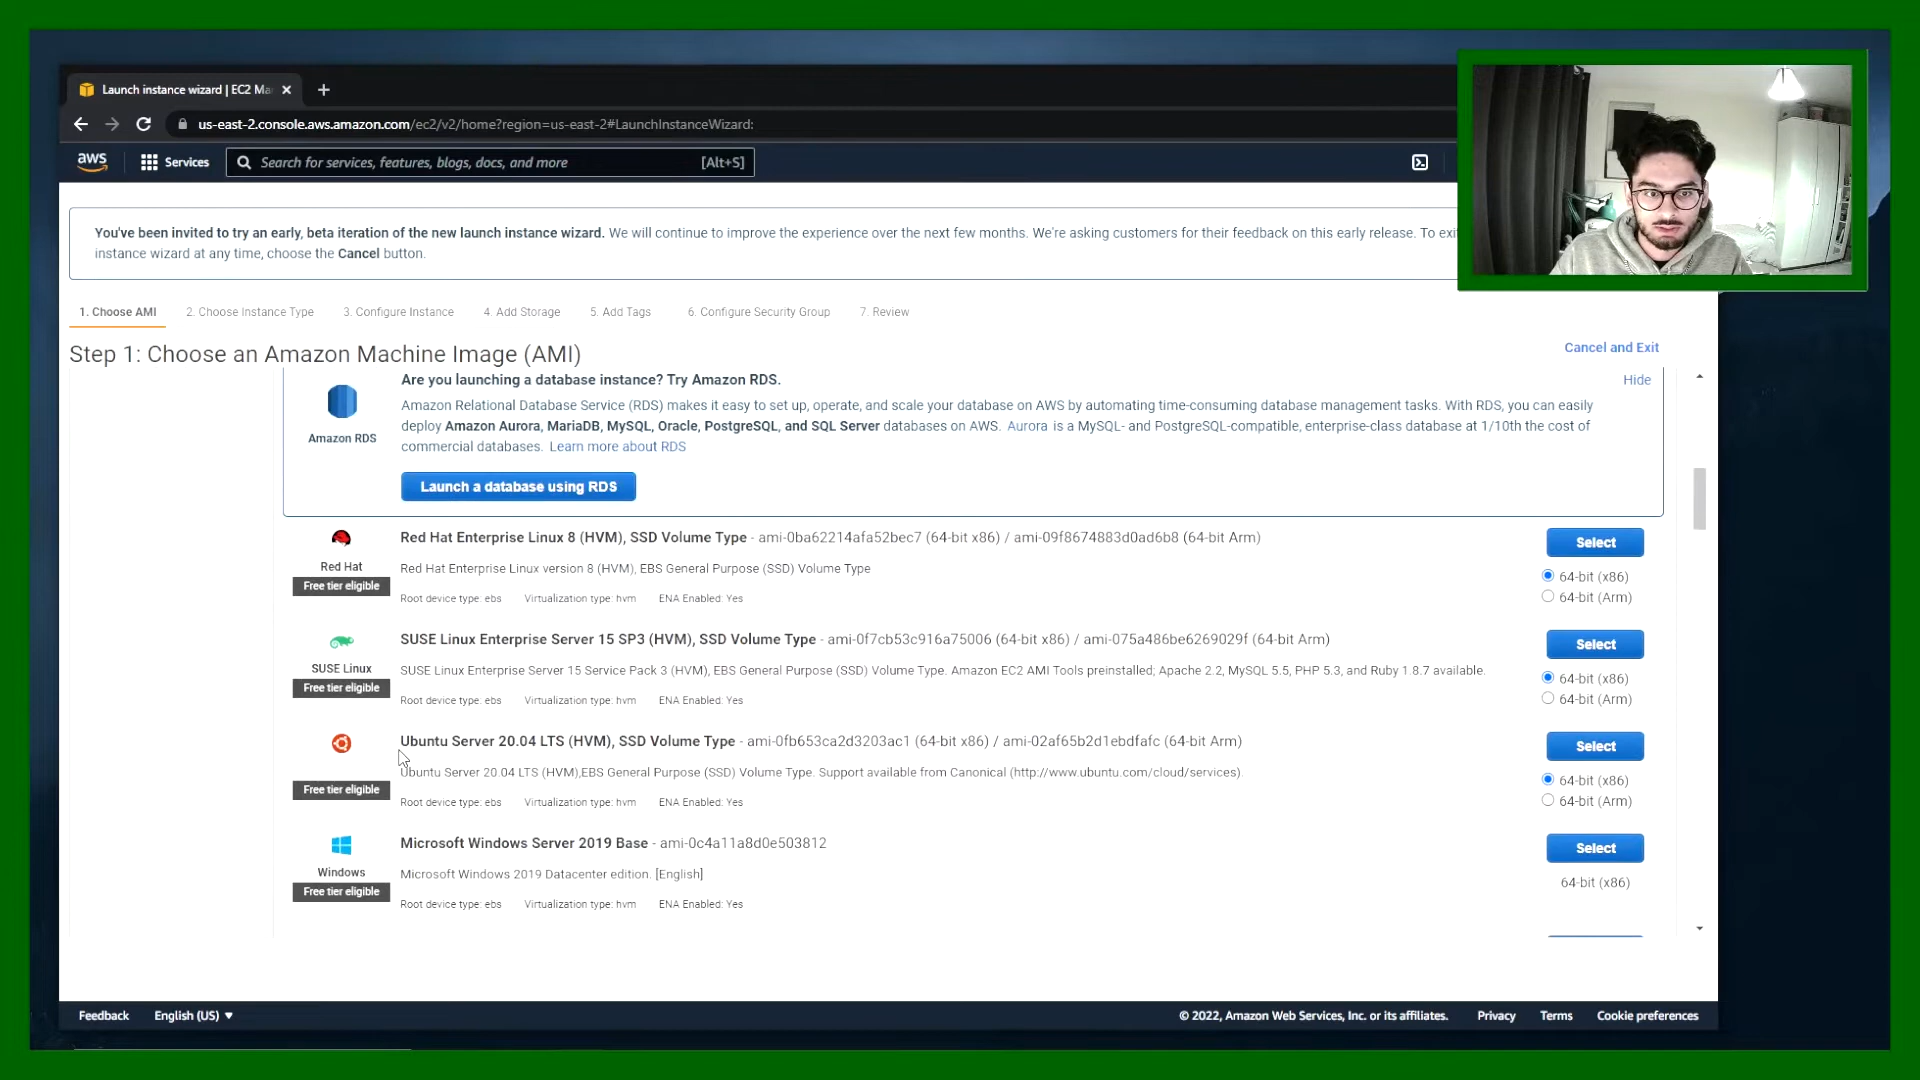 Launch instance wizard | EC2 Ma
us-east-2.console.aws.amazon.com/ec2/v2/home?region=us-east-2#LaunchInstanceWizard:
aws
Services
Search for services, features, blogs, docs, and more
[Alt+S]
You've been invited to try an early, beta iteration of the new launch instance wizard. We will continue to improve the experience over the next few months. We're asking customers for their feedback on this early release. To exi
instance wizard at any time, choose the Cancel button.
1. Choose AMI
2. Choose Instance Type
3. Configure Instance
4. Add Storage
5. Add Tags
6. Configure Security Group
7. Review
Step 1: Choose an Amazon Machine Image (AMI)
Cancel and Exit
Are you launching a database instance? Try Amazon RDS.
Hide
Amazon RDS
Amazon Relational Database Service (RDS) makes it easy to set up, operate, and scale your database on AWS by automating time-consuming database management tasks. With RDS, you can easily
deploy Amazon Aurora, MariaDB, MySQL, Oracle, PostgreSQL, and SQL Server databases on AWS. Aurora is a MySQL- and PostgreSQL-compatible, enterprise-class database at 1/10th the cost of
commercial databases. Learn more about RDS
Launch a database using RDS
Red Hat
Free tier eligible
Red Hat Enterprise Linux 8 (HVM), SSD Volume Type - ami-0ba62214afa52bec7 (64-bit x86) / ami-09f8674883d0ad6b8 (64-bit Arm)
Red Hat Enterprise Linux version 8 (HVM), EBS General Purpose (SSD) Volume Type
Root device type: ebs
Virtualization type: hvm
ENA Enabled: Yes
Select
64-bit (x86)
64-bit (Arm)
SUSE Linux
Free tier eligible
SUSE Linux Enterprise Server 15 SP3 (HVM), SSD Volume Type - ami-0f7cb53c916a75006 (64-bit x86) / ami-075a486be6269029f (64-bit Arm)
SUSE Linux Enterprise Server 15 Service Pack 3 (HVM), EBS General Purpose (SSD) Volume Type. Amazon EC2 AMI Tools preinstalled; Apache 2.2, MySQL 5.5, PHP 5.3, and Ruby 1.8.7 available.
Root device type: ebs
Virtualization type: hvm
ENA Enabled: Yes
Select
64-bit (x86)
64-bit (Arm)
Free tier eligible
Ubuntu Server 20.04 LTS (HVM), SSD Volume Type - ami-0fb653ca2d3203ac1 (64-bit x86) / ami-02af65b2d1ebdfafc (64-bit Arm)
Ubuntu Server 20.04 LTS (HVM),EBS General Purpose (SSD) Volume Type. Support available from Canonical (http://www.ubuntu.com/cloud/services).
Root device type: ebs
Virtualization type: hvm
ENA Enabled: Yes
Select
64-bit (x86)
64-bit (Arm)
Windows
Free tier eligible
Microsoft Windows Server 2019 Base - ami-0c4a11a8d0e503812
Microsoft Windows 2019 Datacenter edition. [English]
Root device type: ebs
Virtualization type: hvm
ENA Enabled: Yes
Select
64-bit (x86)
Feedback
English (US)
© 2022, Amazon Web Services, Inc. or its affiliates.
Privacy
Terms
Cookie preferences